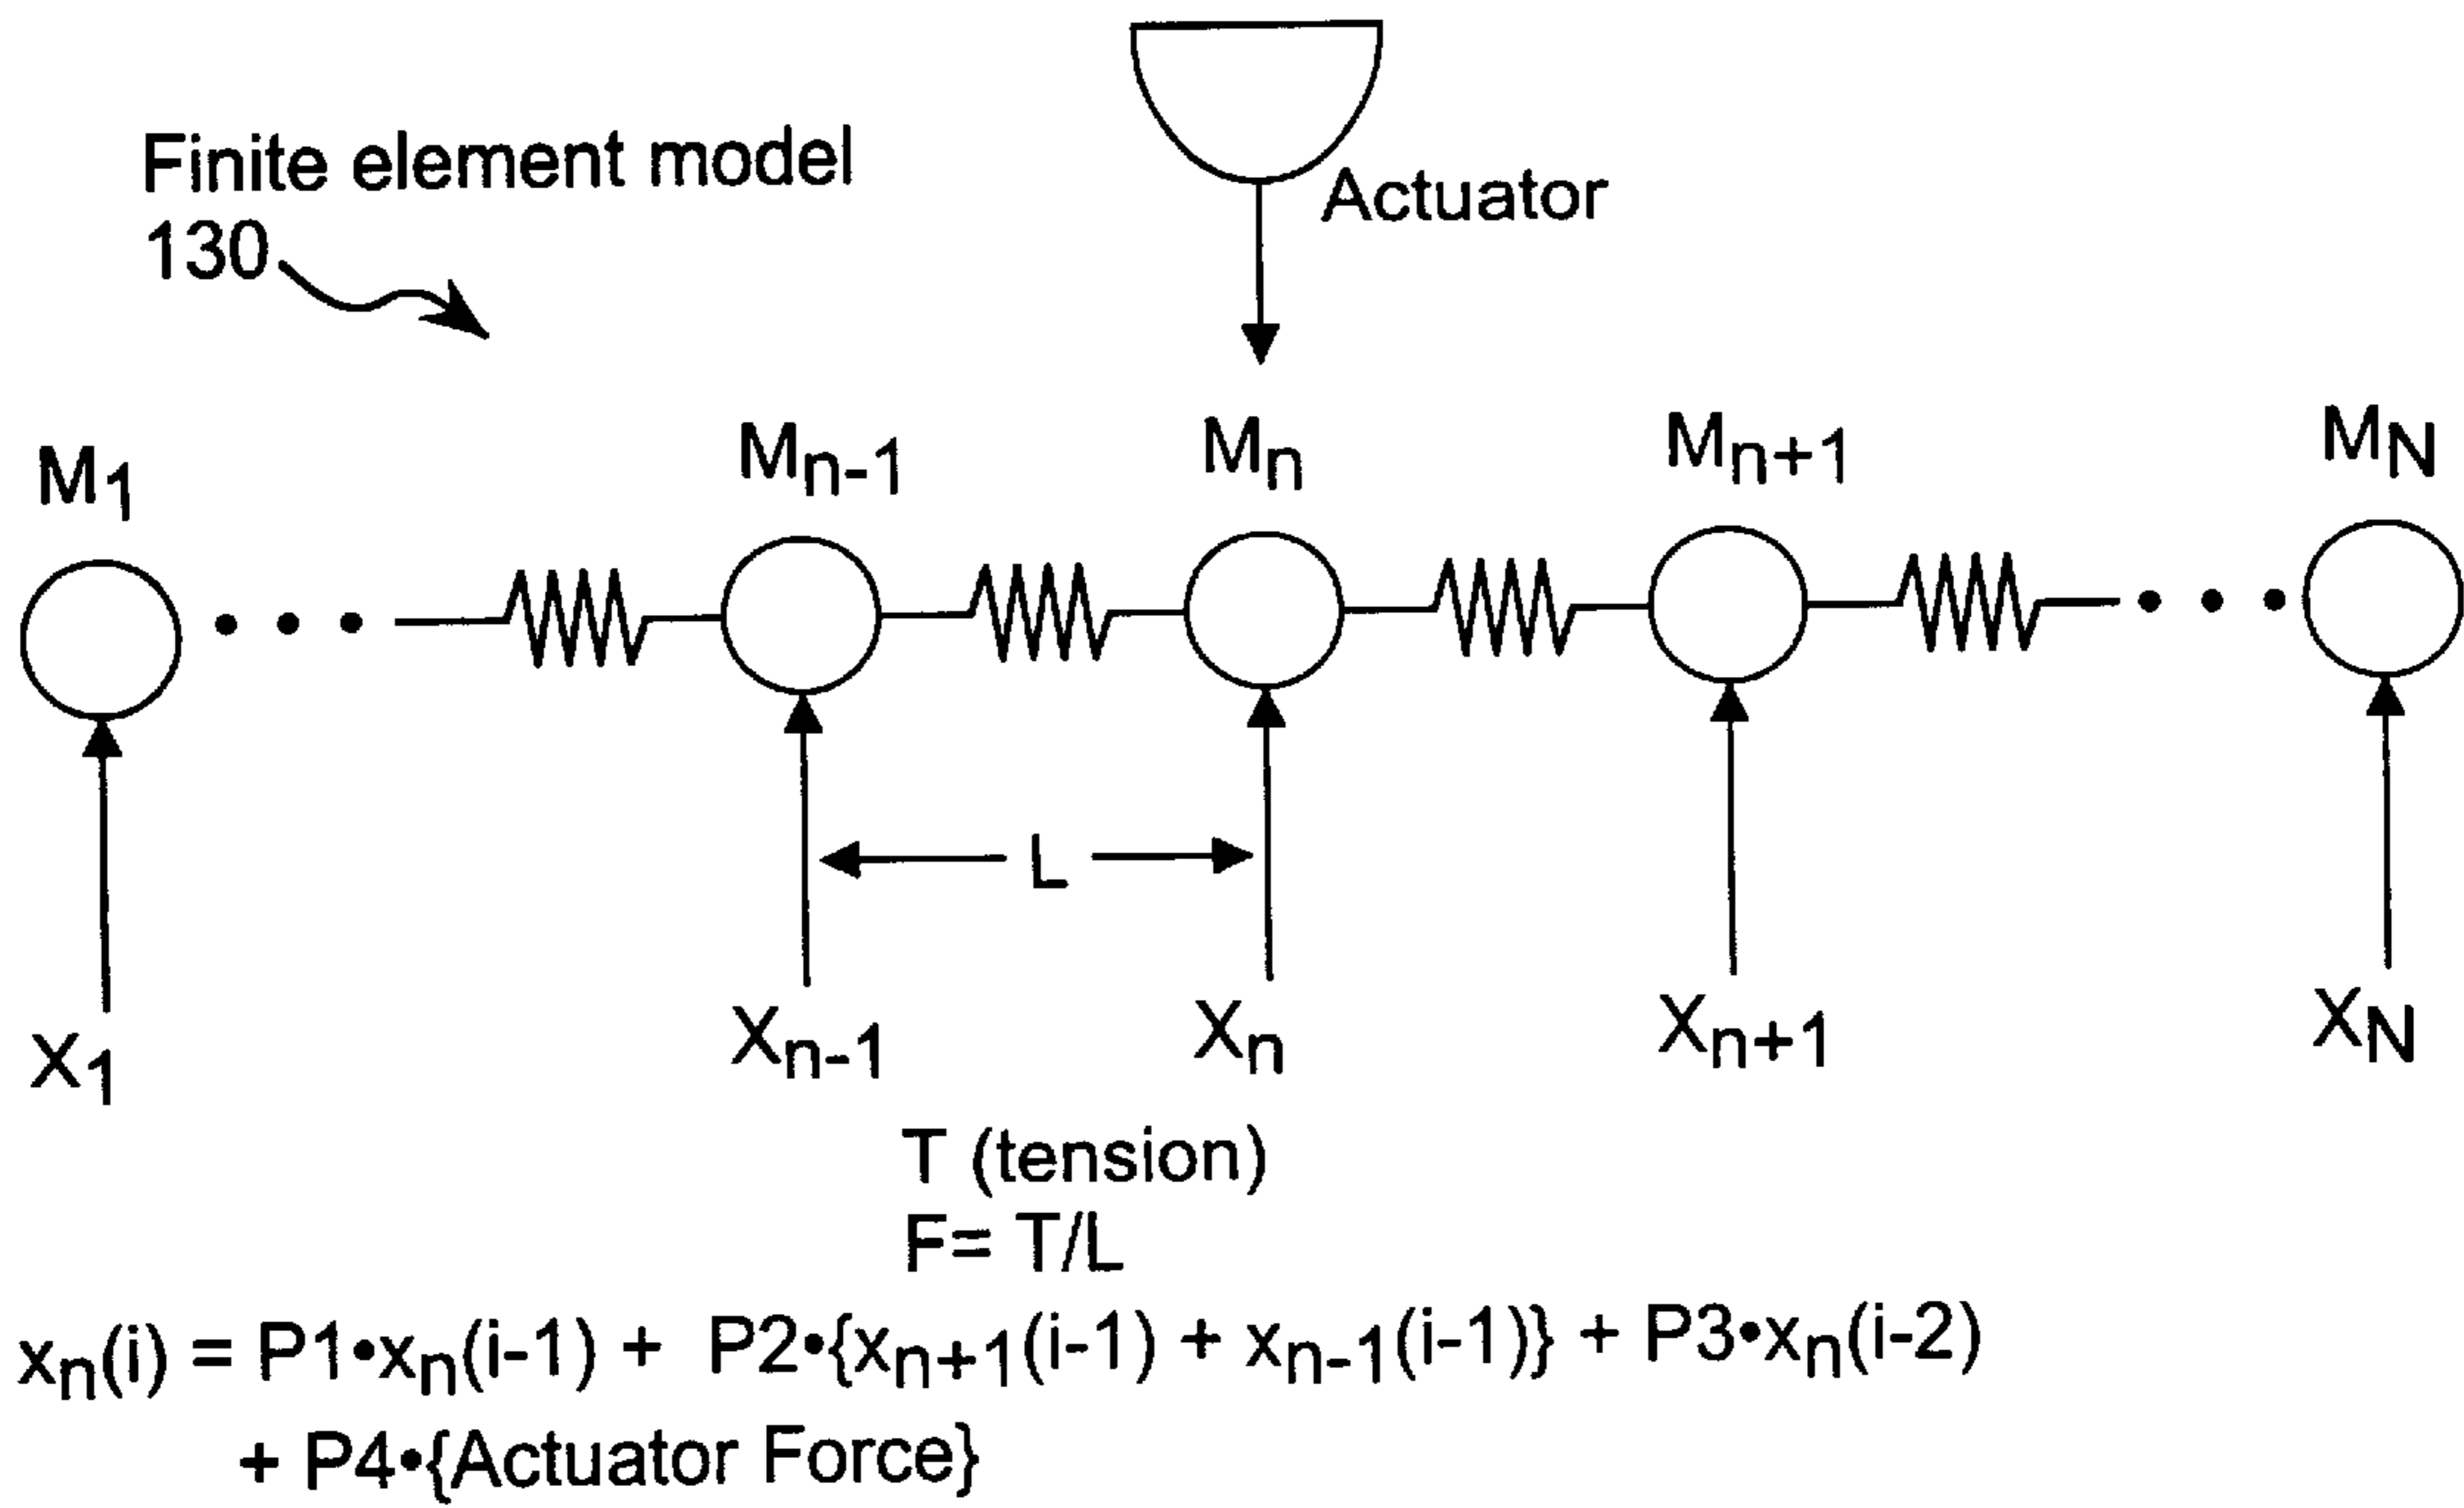 Finite element model
130
Actuator
M1 Mn-1 Mn Mn+1 MN
L
X1 Xn-1 Xn Xn+1 XN
T (tension)
F= T/L
xn(i) = P1•xn(i-1) + P2•{xn+1(i-1) + xn-1(i-1)} + P3•xn(i-2)
+ P4•{Actuator Force}